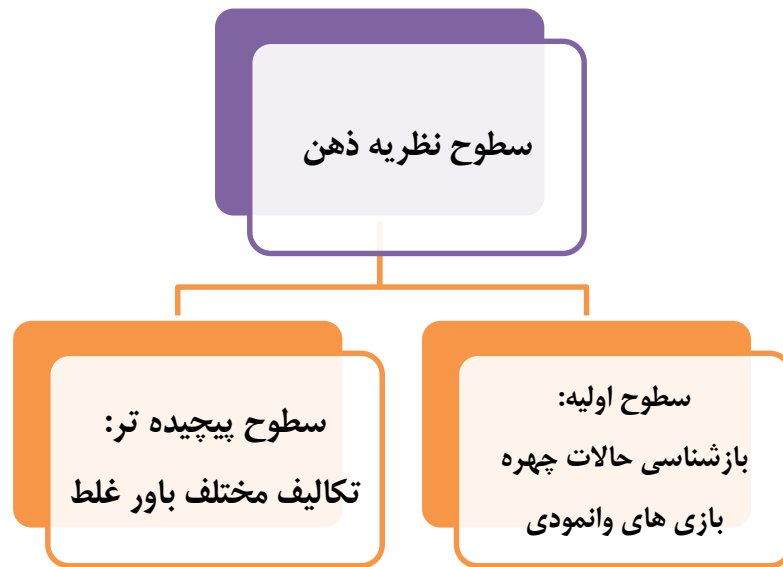 سطوح نظریه ذهن
سطوح اولیه:
بازشناسی حالات چهره
بازی های وانمودی
سطوح پیچیده تر:
تکالیف مختلف باور غلط